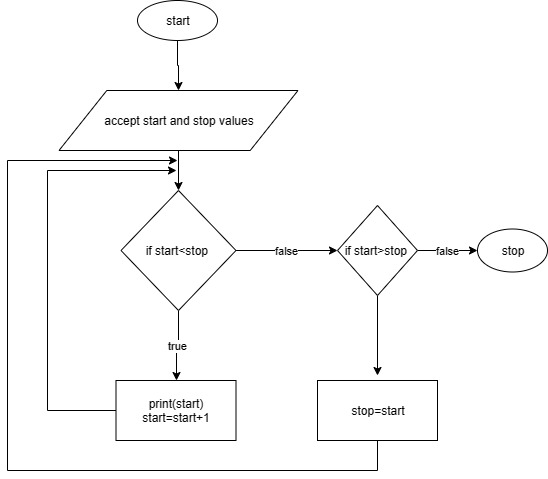 start
accept start and stop values
if start<stop
false
if start>stop
false
stop
true
print(start)
start=start+1
stop=start